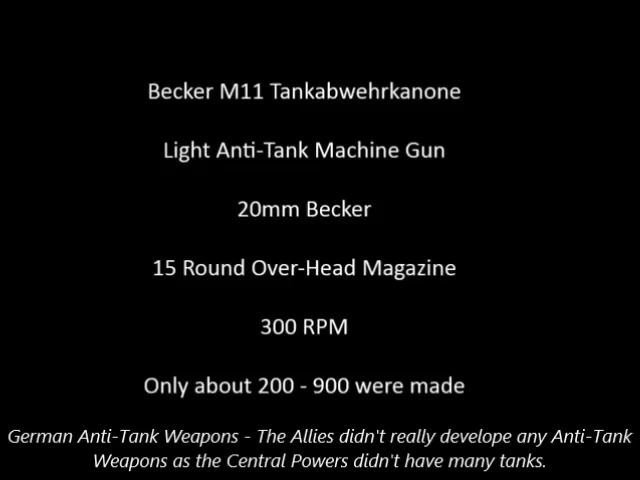 Becker M11 Tankabwehrkanone
Light Anti-Tank Machine Gun
20mm Becker
15 Round Over-Head Magazine
300 RPM
Only about 200 - 900 were made
German Anti-Tank Weapons - The Allies didn't really develope any Anti-Tank
Weapons as the Central Powers didn't have many tanks.